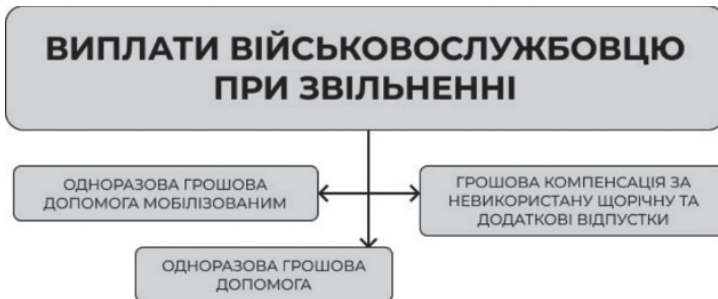 ВИПЛАТИ ВІЙСЬКОВОСЛУЖБОВЦЮ
ПРИ ЗВІЛЬНЕННІ
ОДНОРАЗОВА ГРОШОВА
ДОПОМОГА МОБІЛІЗОВАНИМ
ГРОШОВА КОМПЕНСАЦІЯ ЗА
НЕВИКОРИСТАНУ ЩОРІЧНУ ТА
ДОДАТКОВІ ВІДПУСТКИ
ОДНОРАЗОВА ГРОШОВА
ДОПОМОГА